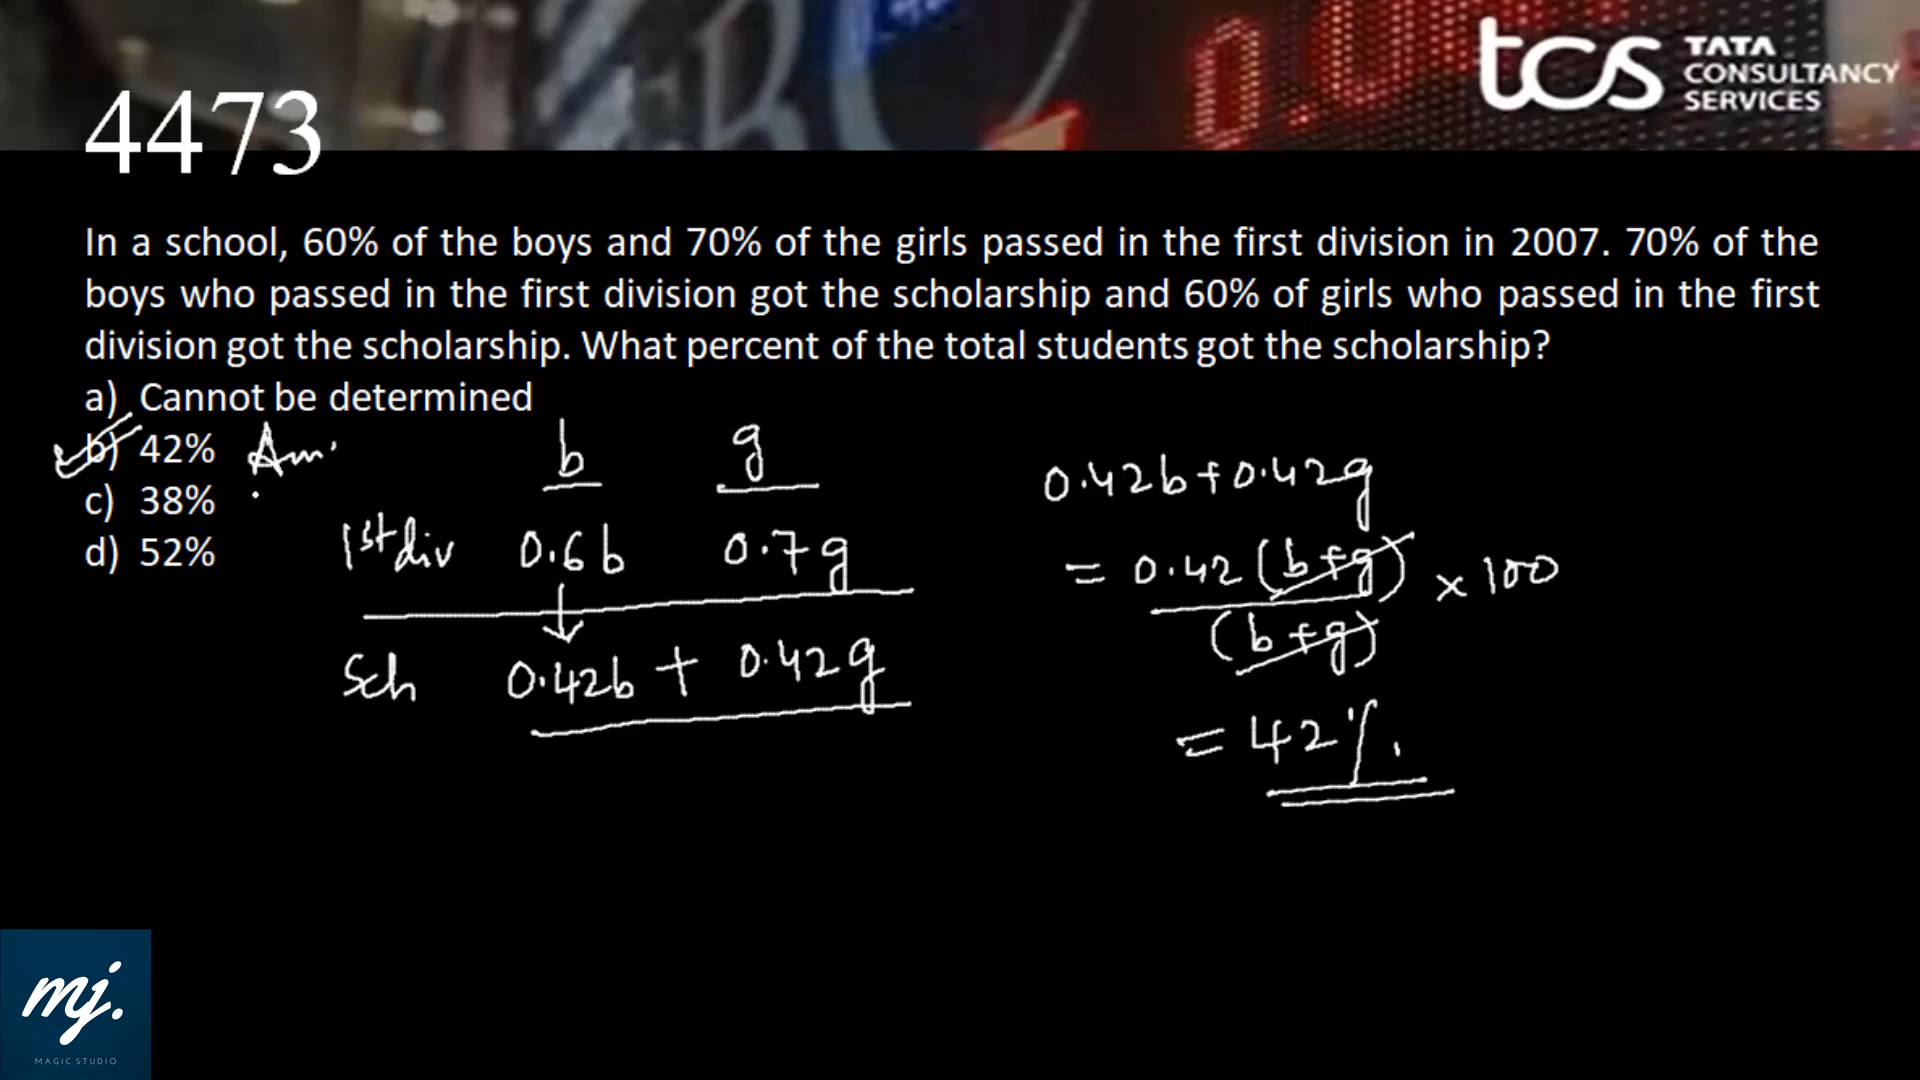 tcs TATA
CONSULTANCY
SERVICES
4473
In a school, 60% of the boys and 70% of the girls passed in the first division in 2007. 70% of the
boys who passed in the first division got the scholarship and 60% of girls who passed in the first
division got the scholarship. What percent of the total students got the scholarship?
a) Cannot be determined
b) 42% Ans.
c) 38%
d) 52%
b g
1st div 0.6b 0.7g
Sch 0.42b + 0.42g
0.42b+0.42g
= 0.42 (b+g) × 100
(b+g)
= 42%.
mj.
MAGIC STUDIO